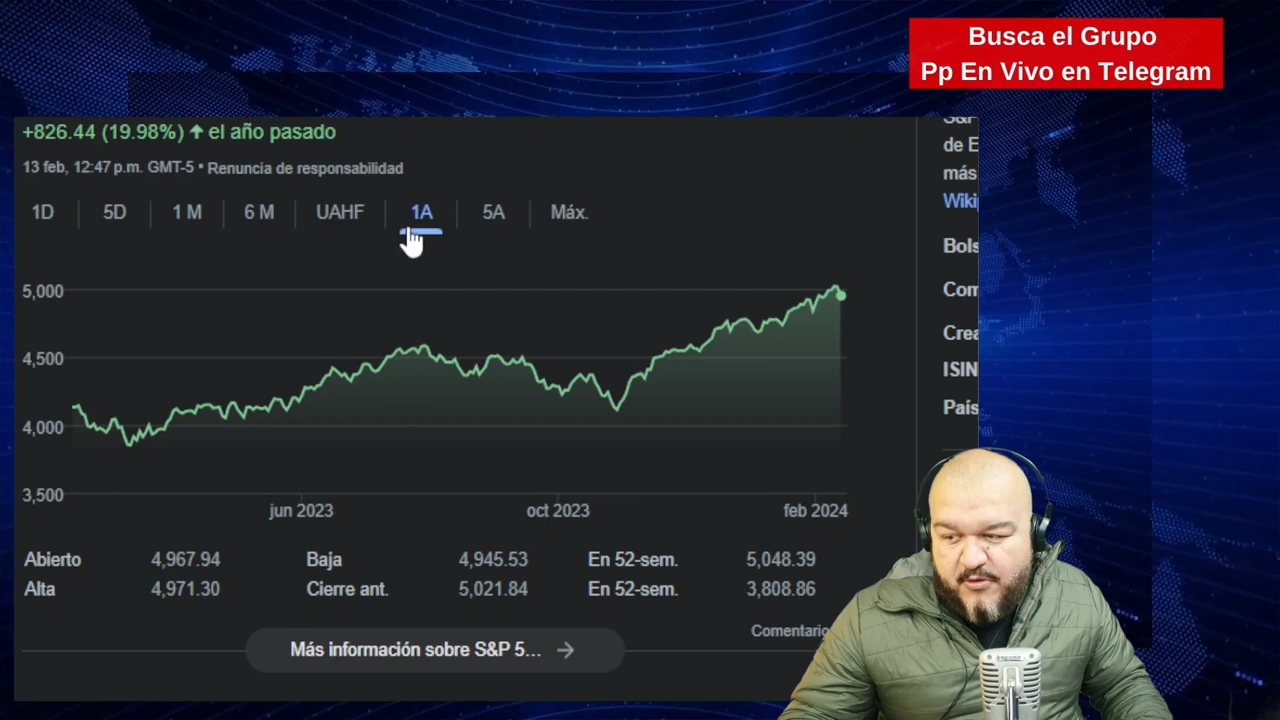 Busca el Grupo
Pp En Vivo en Telegram
+826.44 (19.98%) ↑ el año pasado
13 feb, 12:47 p.m. GMT-5 • Renuncia de responsabilidad
1D 5D 1 M 6 M UAHF 1A 5A Máx.
5,000
4,500
4,000
3,500
jun 2023 oct 2023 feb 2024
Abierto 4,967.94 Baja 4,945.53 En 52-sem. 5,048.39
Alta 4,971.30 Cierre ant. 5,021.84 En 52-sem. 3,808.86
Comentario
Más información sobre S&P 5... →
de E
más
Wiki
Bols
Com
Crea
ISIN
País